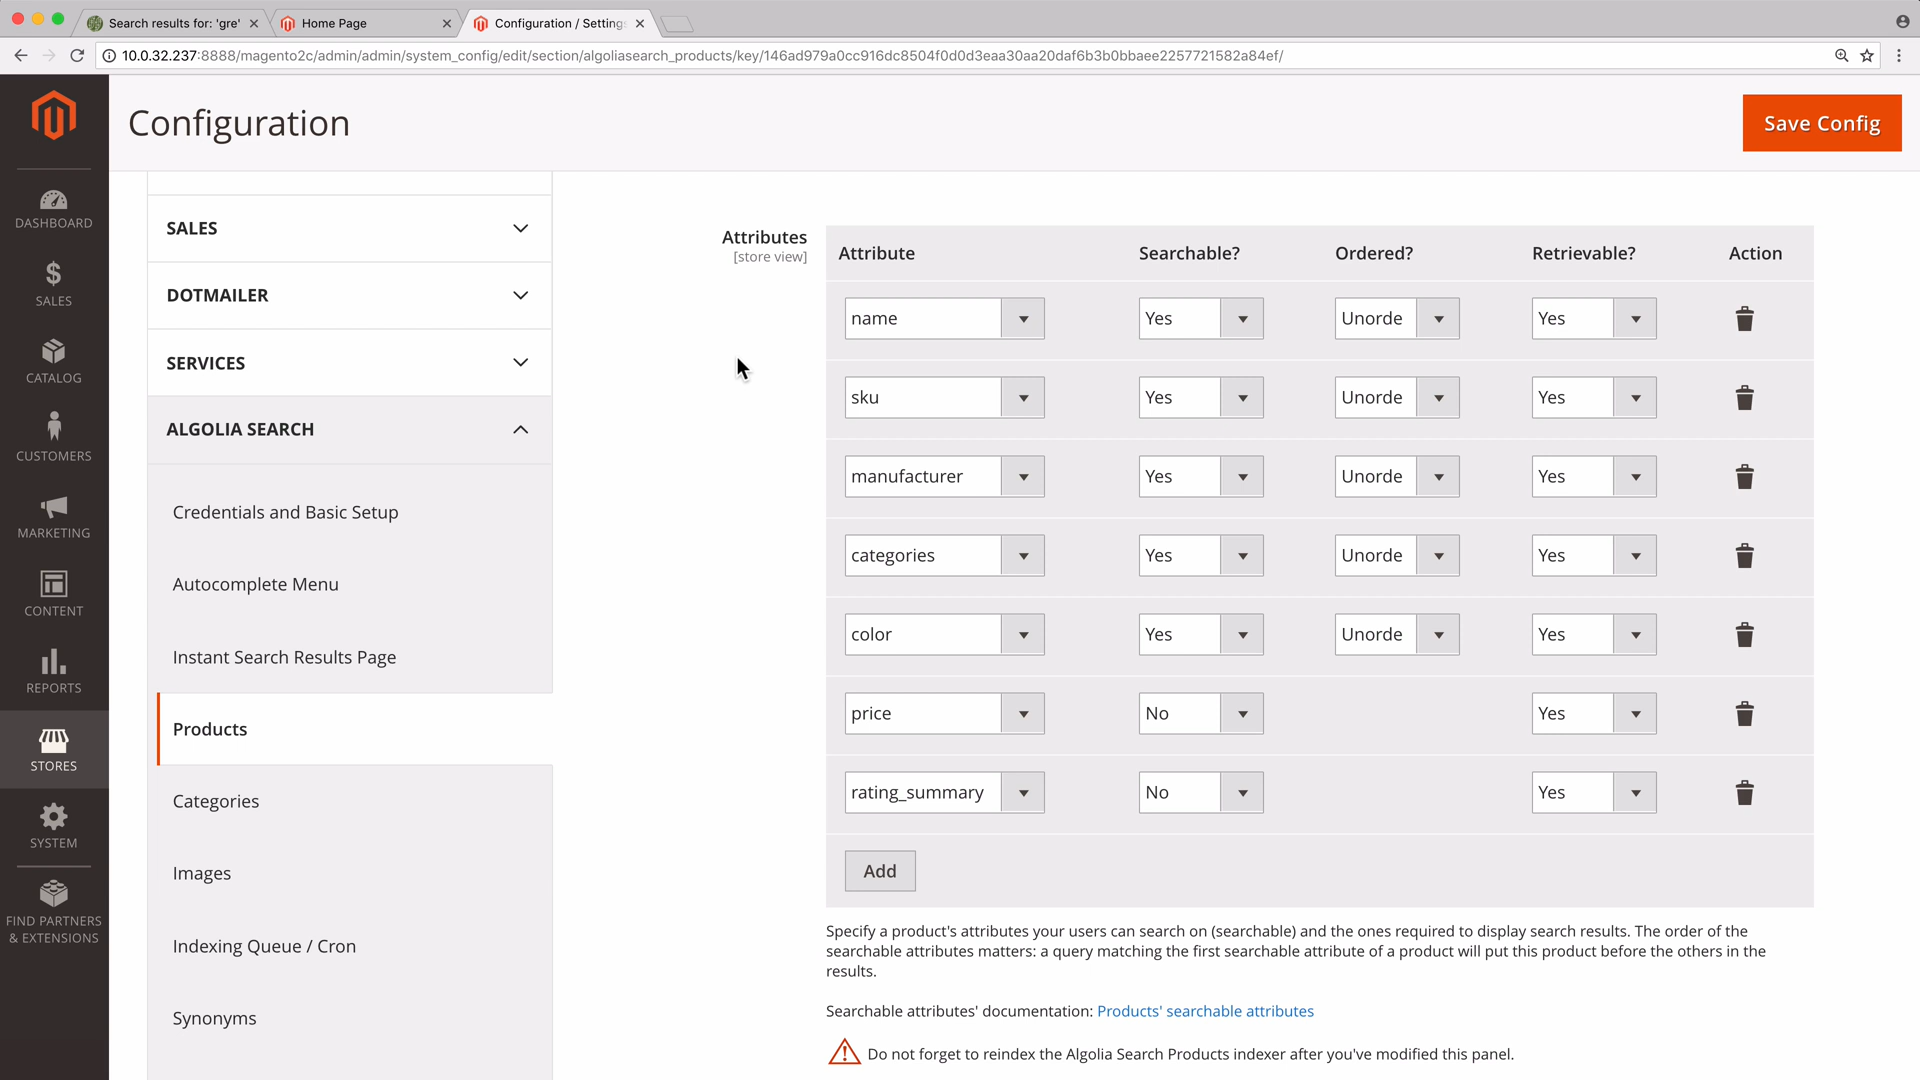 Search results for: 'gre'
Home Page
Configuration / Settings
10.0.32.237:8888/magento2c/admin/admin/system_config/edit/section/algoliasearch_products/key/146ad979a0cc916dc8504f0d0d3eaa30aa20daf6b3b0bbaee2257721582a84ef/
Configuration
Save Config
DASHBOARD
SALES
CATALOG
CUSTOMERS
MARKETING
CONTENT
REPORTS
STORES
SYSTEM
FIND PARTNERS
& EXTENSIONS
SALES
DOTMAILER
SERVICES
ALGOLIA SEARCH
Credentials and Basic Setup
Autocomplete Menu
Instant Search Results Page
Products
Categories
Images
Indexing Queue / Cron
Synonyms
Attributes
[store view]
Attribute Searchable? Ordered? Retrievable? Action
name Yes Unorde Yes
sku Yes Unorde Yes
manufacturer Yes Unorde Yes
categories Yes Unorde Yes
color Yes Unorde Yes
price No Yes
rating_summary No Yes
Add
Specify a product's attributes your users can search on (searchable) and the ones required to display search results. The order of the
searchable attributes matters: a query matching the first searchable attribute of a product will put this product before the others in the
results.
Searchable attributes' documentation: Products' searchable attributes
Do not forget to reindex the Algolia Search Products indexer after you've modified this panel.